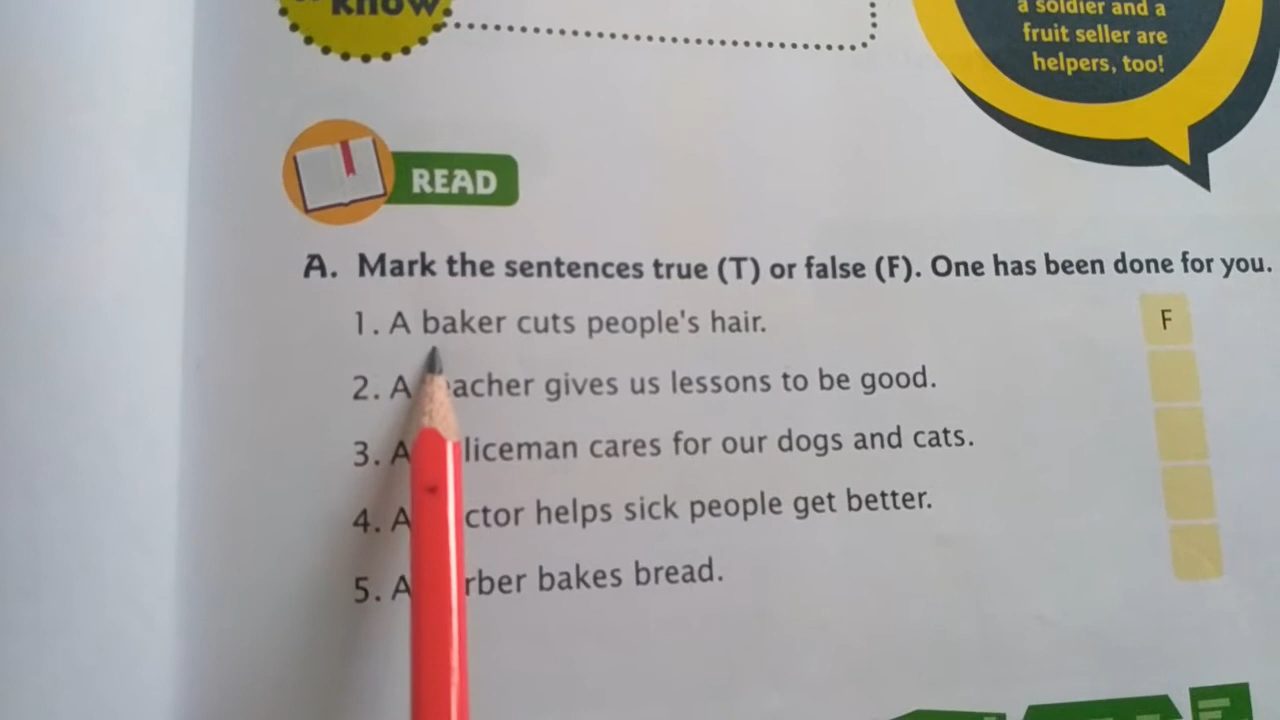 know
a soldier and a
fruit seller are
helpers, too!
READ
A. Mark the sentences true (T) or false (F). One has been done for you.
1. A baker cuts people's hair.
F
2. A eacher gives us lessons to be good.
3. A liceman cares for our dogs and cats.
4. A ctor helps sick people get better.
5. A rber bakes bread.